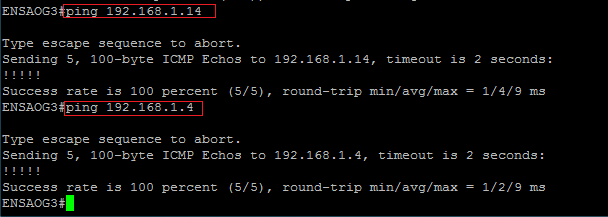 ENSAOG3#ping 192.168.1.14
Type escape sequence to abort.
Sending 5, 100-byte ICMP Echos to 192.168.1.14, timeout is 2 seconds:
!!!!!
Success rate is 100 percent (5/5), round-trip min/avg/max = 1/4/9 ms
ENSAOG3#ping 192.168.1.4
Type escape sequence to abort.
Sending 5, 100-byte ICMP Echos to 192.168.1.4, timeout is 2 seconds:
!!!!!
Success rate is 100 percent (5/5), round-trip min/avg/max = 1/2/9 ms
ENSAOG3#